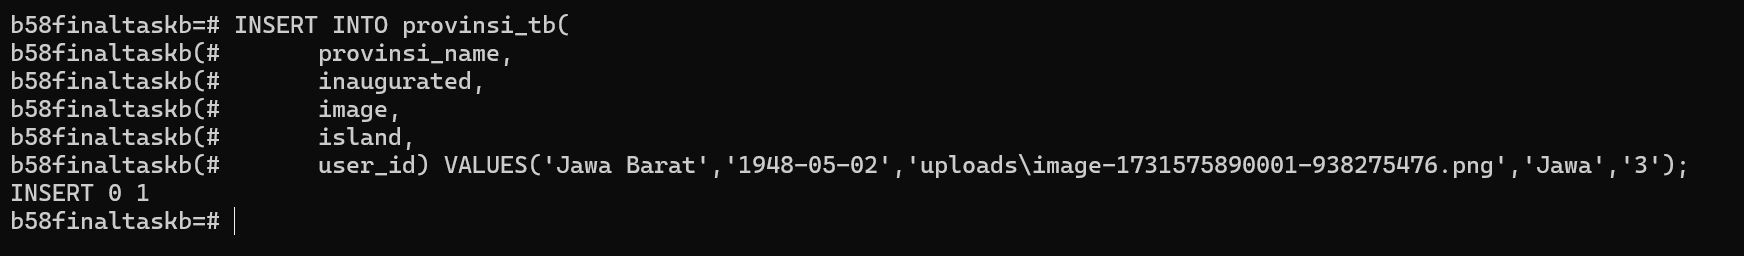 b58finaltaskb=# INSERT INTO provinsi_tb(
b58finaltaskb(#       provinsi_name,
b58finaltaskb(#       inaugurated,
b58finaltaskb(#       image,
b58finaltaskb(#       island,
b58finaltaskb(#       user_id) VALUES('Jawa Barat','1948-05-02','uploads\image-1731575890001-938275476.png','Jawa','3');
INSERT 0 1
b58finaltaskb=#